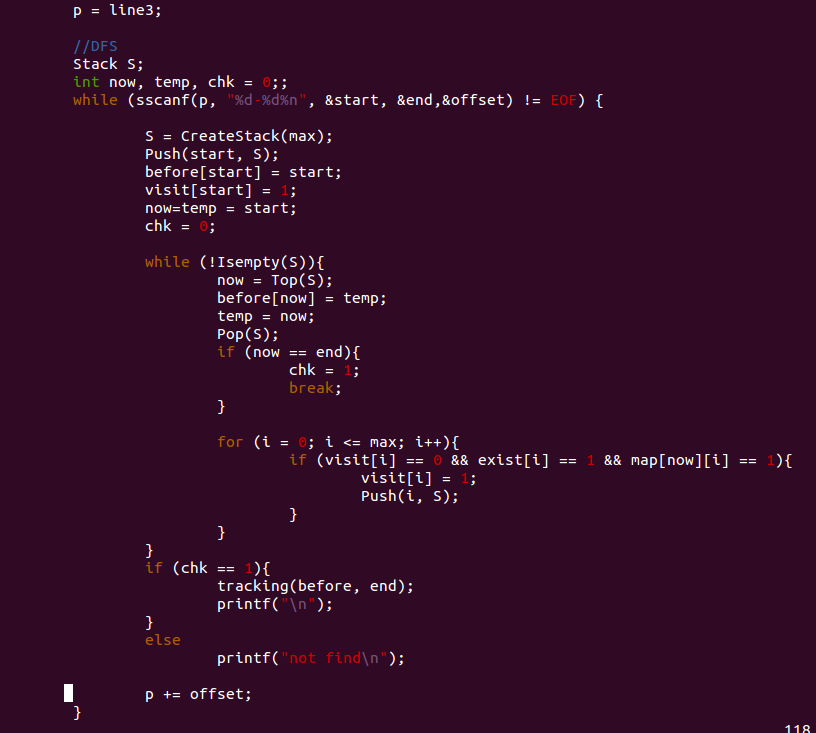 p = line3;
//DFS
Stack S;
int now, temp, chk = 0;;
while (sscanf(p, "%d-%d%n", &start, &end,&offset) != EOF) {
S = CreateStack(max);
Push(start, S);
before[start] = start;
visit[start] = 1;
now=temp = start;
chk = 0;
while (!Isempty(S)){
now = Top(S);
before[now] = temp;
temp = now;
Pop(S);
if (now == end){
chk = 1;
break;
}
for (i = 0; i <= max; i++){
if (visit[i] == 0 && exist[i] == 1 && map[now][i] == 1){
visit[i] = 1;
Push(i, S);
}
}
}
if (chk == 1){
tracking(before, end);
printf("\n");
}
else
printf("not find\n");
p += offset;
}
118